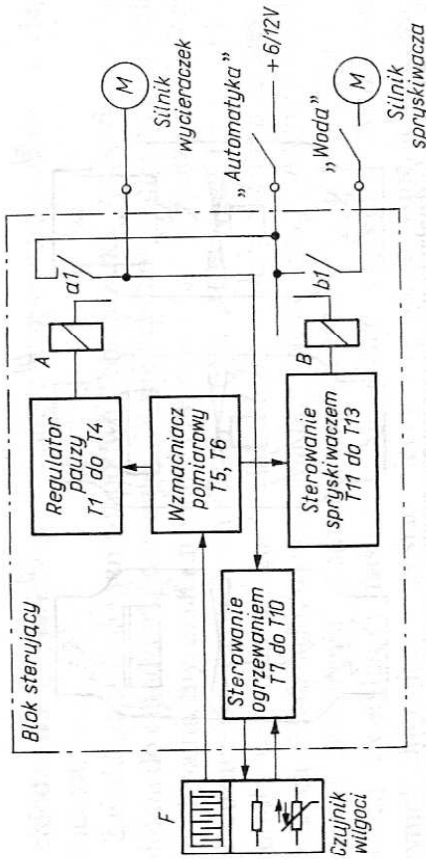 Blok sterujący
F
Czujnik
wilgoci
Sterowanie
ogrzewaniem
T7 do T10
Regulator
pauzy
T1 do T4
Wzmacniacz
pomiarowy
T5, T6
Sterowanie
spryskiwaczem
T11 do T13
A
a1
B
b1
M
Silnik
wycieraczek
„Automatyka”
+ 6/12V
„Woda”
M
Silnik
spryskiwacza